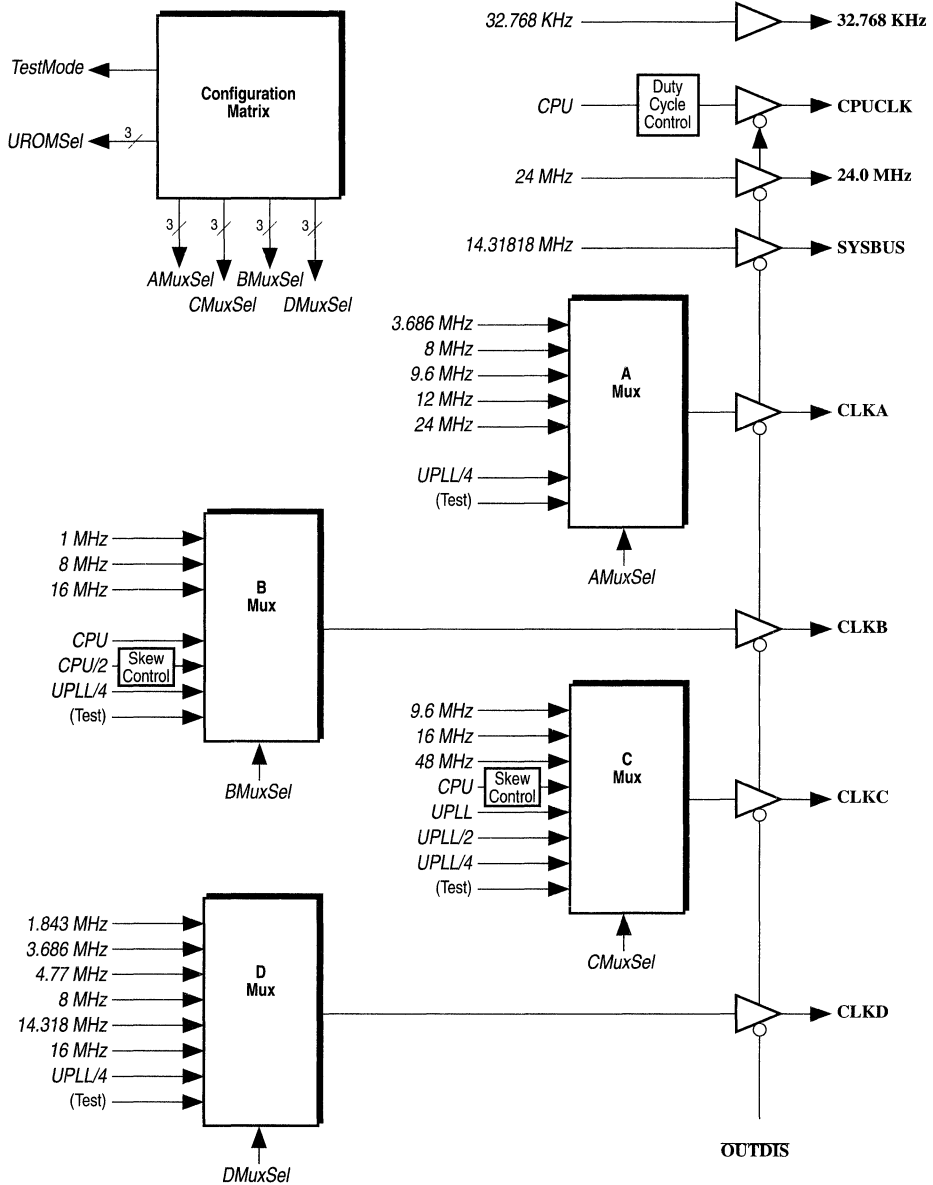 Configuration
Matrix
TestMode
UROMSel
3
3
3
3
3
AMuxSel
BMuxSel
CMuxSel
DMuxSel
32.768 KHz
32.768 KHz
CPU
Duty
Cycle
Control
CPUCLK
24 MHz
24.0 MHz
14.31818 MHz
SYSBUS
3.686 MHz
8 MHz
9.6 MHz
12 MHz
24 MHz
UPLL/4
(Test)
A
Mux
AMuxSel
CLKA
1 MHz
8 MHz
16 MHz
CPU
CPU/2
Skew
Control
UPLL/4
(Test)
B
Mux
BMuxSel
CLKB
9.6 MHz
16 MHz
48 MHz
CPU
Skew
Control
UPLL
UPLL/2
UPLL/4
(Test)
C
Mux
CMuxSel
CLKC
1.843 MHz
3.686 MHz
4.77 MHz
8 MHz
14.318 MHz
16 MHz
UPLL/4
(Test)
D
Mux
DMuxSel
CLKD
OUTDIS